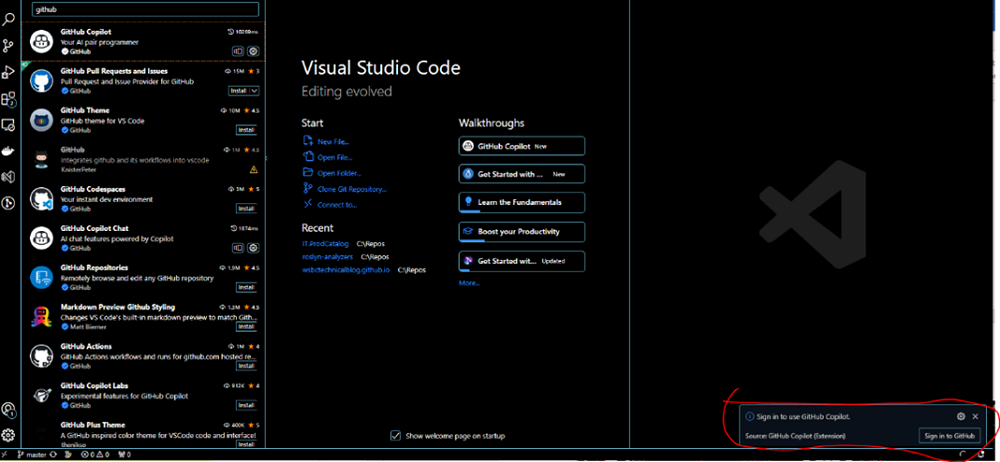 github
GitHub Copilot 10269ms
Your AI pair programmer
GitHub
GitHub Pull Requests and Issues 15M 3
Pull Request and Issue Provider for GitHub
GitHub Install
GitHub Theme 10M 4.5
GitHub theme for VS Code
GitHub Install
GitHub 1M 4.5
Integrates github and its workflows into vscode
KnisterPeter
GitHub Codespaces 3M 5
Your instant dev environment
GitHub Install
GitHub Copilot Chat 1874ms
AI chat features powered by Copilot
GitHub
GitHub Repositories 1.9M 4.5
Remotely browse and edit any GitHub repository
GitHub Install
Markdown Preview Github Styling 1.2M 4.5
Changes VS Code's built-in markdown preview to match Gith...
Matt Bierner Install
GitHub Actions 1M 4
GitHub Actions workflows and runs for github.com hosted re...
GitHub Install
GitHub Copilot Labs 4
Experimental features for GitHub Copilot
GitHub Install
GitHub Plus Theme 400K 5
A GitHub inspired color theme for VSCode code and interface!
thenikso
Visual Studio Code
Editing evolved
Start
New File...
Open File...
Open Folder...
Clone Git Repository...
Connect to...
Recent
IT.ProdCatalog C:\Repos
roslyn-analyzers C:\Repos
wsbctechnicalblog.github.io C:\Repos
Walkthroughs
GitHub Copilot New
Get Started with ... New
Learn the Fundamentals
Boost your Productivity
Get Started wit... Updated
More...
Show welcome page on startup
Sign in to use GitHub Copilot.
Source: GitHub Copilot (Extension) Sign in to GitHub
master 0 0 0